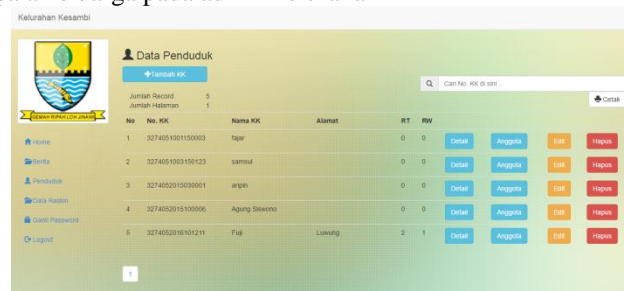 Kelurahan Kesambi
Data Penduduk
+Tambah KK
Cari No. KK di sini ...
Jumlah Record 5
Jumlah Halaman 1
Cetak
GEMAH RIPAH LOH JINAWI
No No. KK Nama KK Alamat RT RW
1 3274051001150003 fajar 0 0 Detail Anggota Edit Hapus
2 3274051003150123 samsul 0 0 Detail Anggota Edit Hapus
3 3274052015030001 aripin 0 0 Detail Anggota Edit Hapus
4 3274052015100006 Agung Siswono 0 0 Detail Anggota Edit Hapus
5 3274052016101211 Fuji Luwung 2 1 Detail Anggota Edit Hapus
Home
Berita
Penduduk
Data Raskin
Ganti Password
Logout
1